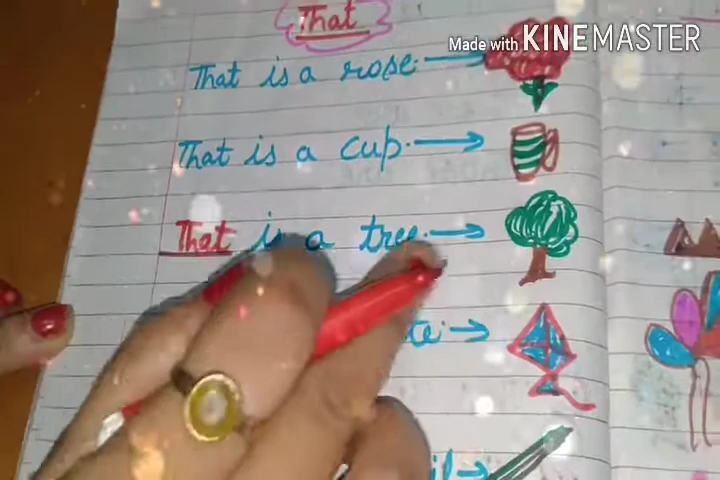 That
Made with KINEMASTER
That is a rose.
That is a cup.
That is a tree.